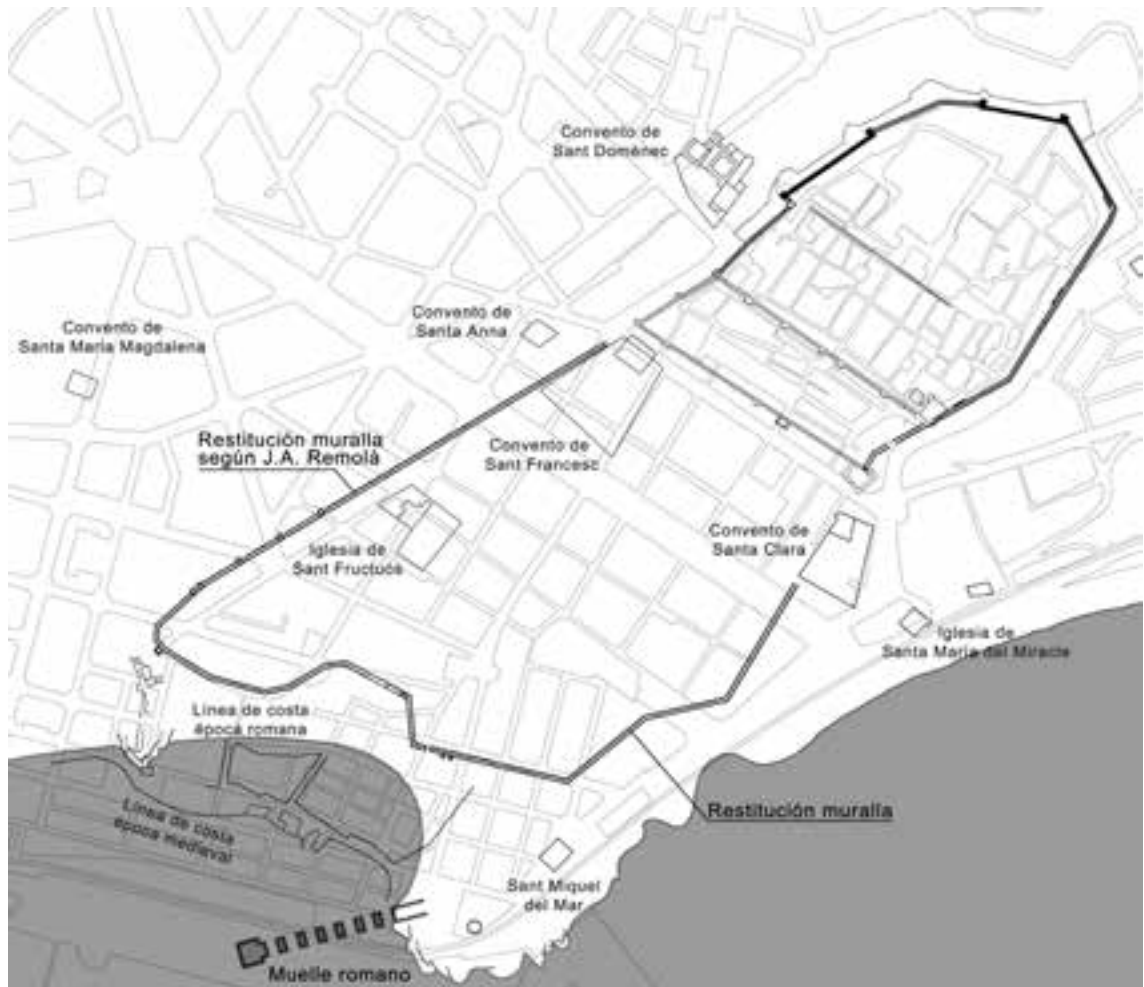 Convento de
Sant Domènec
Convento de
Santa Anna
Convento de
Santa Maria Magdalena
Restitución muralla
según J.A. Remolà
Convento de
Sant Francesc
Convento de
Santa Clara
Iglesia de
Sant Fructuós
Iglesia de
Santa Maria dal Miracle
Línea de costa
época romana
Línea de costa
época medieval
Restitución muralla
Sant Miquel
del Mar
Muelle romano